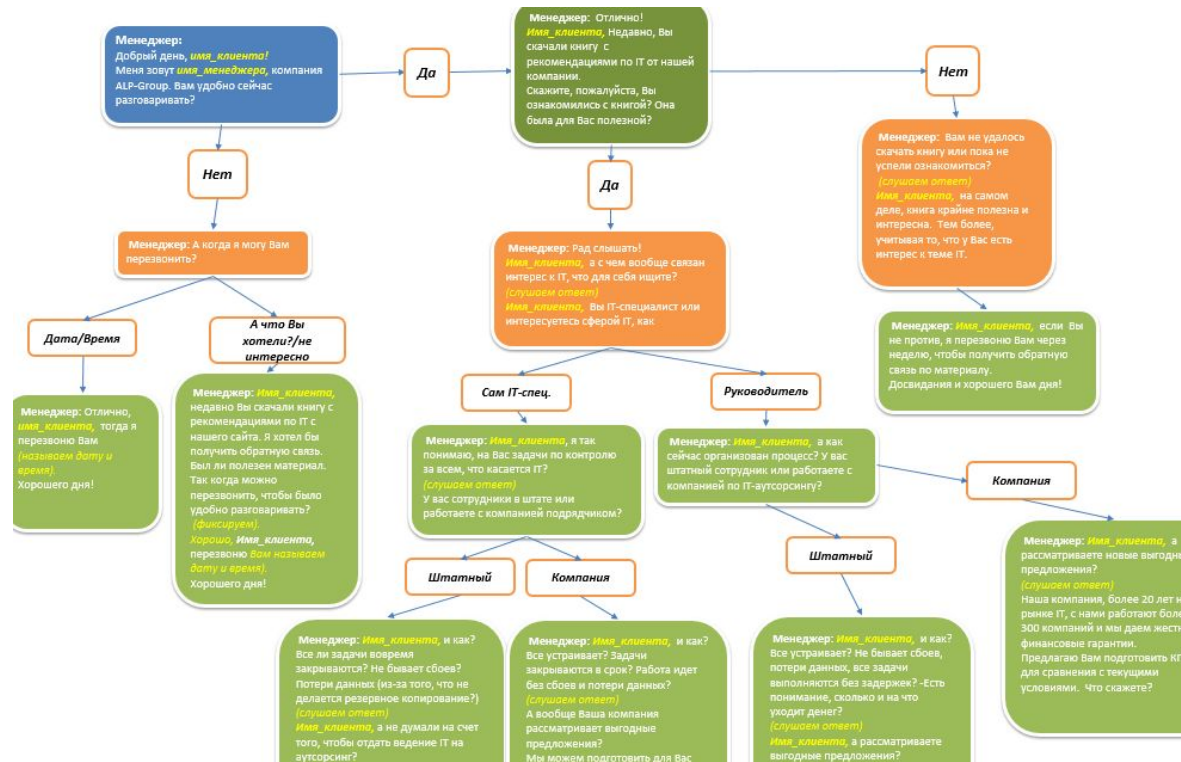 Менеджер:
Добрый день, имя_клиента!
Меня зовут имя_менеджера, компания
ALP-Group. Вам удобно сейчас
разговаривать?
Да
Менеджер: Отлично!
Имя_клиента, Недавно, Вы
скачали книгу с
рекомендациями по IT от нашей
компании.
Скажите, пожалуйста, Вы
ознакомились с книгой? Она
была для Вас полезной?
Нет
Нет
Да
Менеджер: Вам не удалось
скачать книгу или пока не
успели ознакомиться?
(слушаем ответ)
Имя_клиента, на самом
деле, книга крайне полезна и
интересна. Тем более,
учитывая то, что у Вас есть
интерес к теме IT.
Менеджер: А когда я могу Вам
перезвонить?
Менеджер: Рад слышать!
Имя_клиента, а с чем вообще связан
интерес к IT, что для себя ищите?
(слушаем ответ)
Имя_клиента, Вы IT-специалист или
интересуетесь сферой IT, как
Дата/Время
А что Вы
хотели?/не
интересно
Менеджер: Имя_клиента, если Вы
не против, я перезвоню Вам через
неделю, чтобы получить обратную
связь по материалу.
Досвидания и хорошего Вам дня!
Менеджер: Отлично,
имя_клиента, тогда я
перезвоню Вам
(называем дату и
время).
Хорошего дня!
Менеджер: Имя_клиента,
недавно Вы скачали книгу с
рекомендациями по IT с
нашего сайта. Я хотел бы
получить обратную связь.
Был ли полезен материал.
Так когда можно
перезвонить, чтобы было
удобно разговаривать?
(фиксируем).
Хорошо, Имя_клиента,
перезвоню Вам называем
дату и время).
Хорошего дня!
Сам IT-спец.
Руководитель
Менеджер: Имя_клиента, я так
понимаю, на Вас задачи по контролю
за всем, что касается IT?
(слушаем ответ)
У вас сотрудники в штате или
работаете с компанией подрядчиком?
Менеджер: Имя_клиента, а как
сейчас организован процесс? У вас
штатный сотрудник или работаете с
компанией по IT-аутсорсингу?
Компания
Штатный
Компания
Штатный
Менеджер: Имя_клиента, а
рассматриваете новые
предложения?
(слушаем ответ)
Наша компания, более 20 лет
рынке IT, с нами работают
300 компаний и мы даем
финансовые гарантии.
Предлагаю Вам подготовить
для сравнения с текущими
условиями. Что скажете?
Менеджер: Имя_клиента, и как?
Все ли задачи вовремя
закрываются? Не бывает сбоев?
Потери данных (из-за того, что не
делается резервное копирование?)
(слушаем ответ)
Имя_клиента, а не думали на счет
того, чтобы отдать ведение IT на
аутсорсинг?
Менеджер: Имя_клиента, и как?
Все устраивает? Задачи
закрываются в срок? Работа идет
без сбоев и потери данных?
(слушаем ответ)
А вообще Ваша компания
рассматривает выгодные
предложения?
Мы можем подготовить для Вас
Менеджер: Имя_клиента, и как?
Все устраивает? Не бывает сбоев,
потери данных, все задачи
выполняются без задержек? -Есть
понимание, сколько и на что
уходит денег?
(слушаем ответ)
Имя_клиента, а рассматриваете
выгодные предложения?